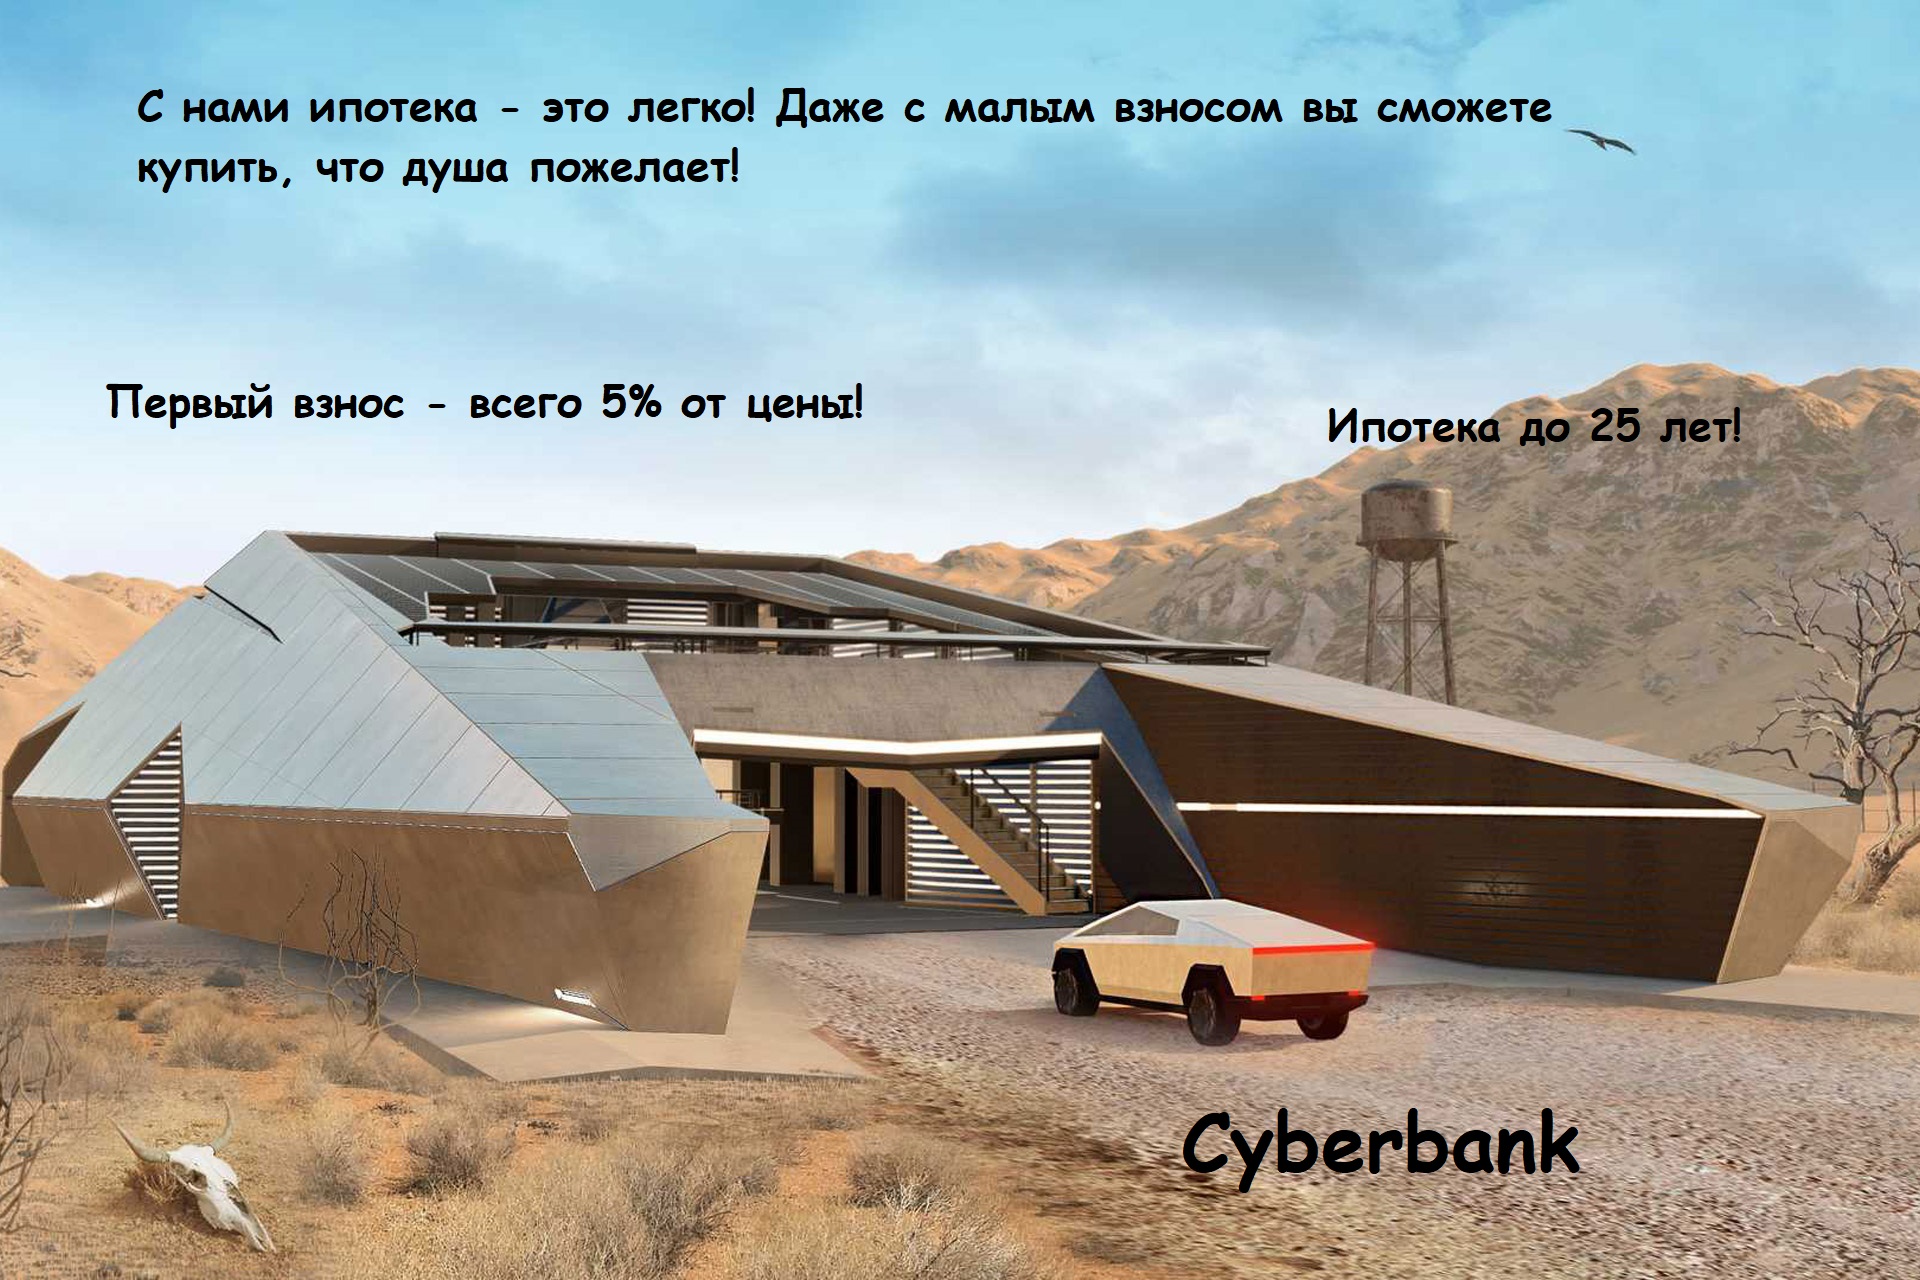 С нами ипотека - это легко! Даже с малым взносом вы сможете
купить, что душа пожелает!
Первый взнос - всего 5% от цены!
Ипотека до 25 лет!
Cyberbank